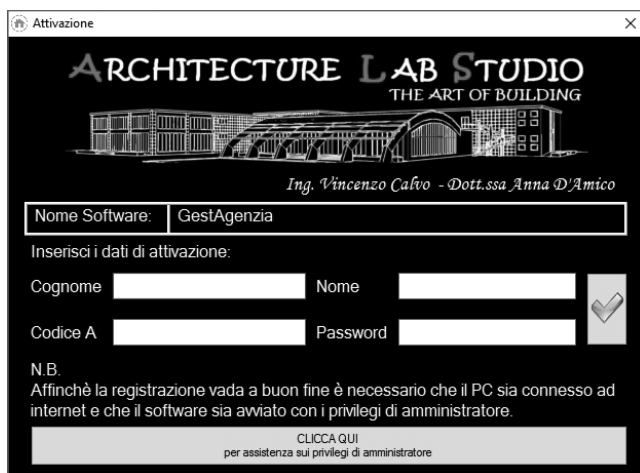 Attivazione
ARCHITECTURE LAB STUDIO
THE ART OF BUILDING
Ing. Vincenzo Calvo - Dott.ssa Anna D'Amico
Nome Software: GestAgenzia
Inserisci i dati di attivazione:
Cognome Nome
Codice A Password
N.B.
Affinchè la registrazione vada a buon fine è necessario che il PC sia connesso ad
internet e che il software sia avviato con i privilegi di amministratore.
CLICCA QUI
per assistenza sui privilegi di amministratore